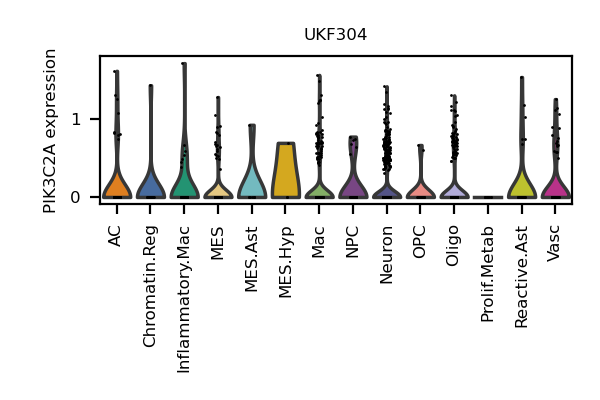 UKF304
PIK3C2A expression
1
0
AC
Chromatin.Reg
Inflammatory.Mac
MES
MES.Ast
MES.Hyp
Mac
NPC
Neuron
OPC
Oligo
Prolif.Metab
Reactive.Ast
Vasc